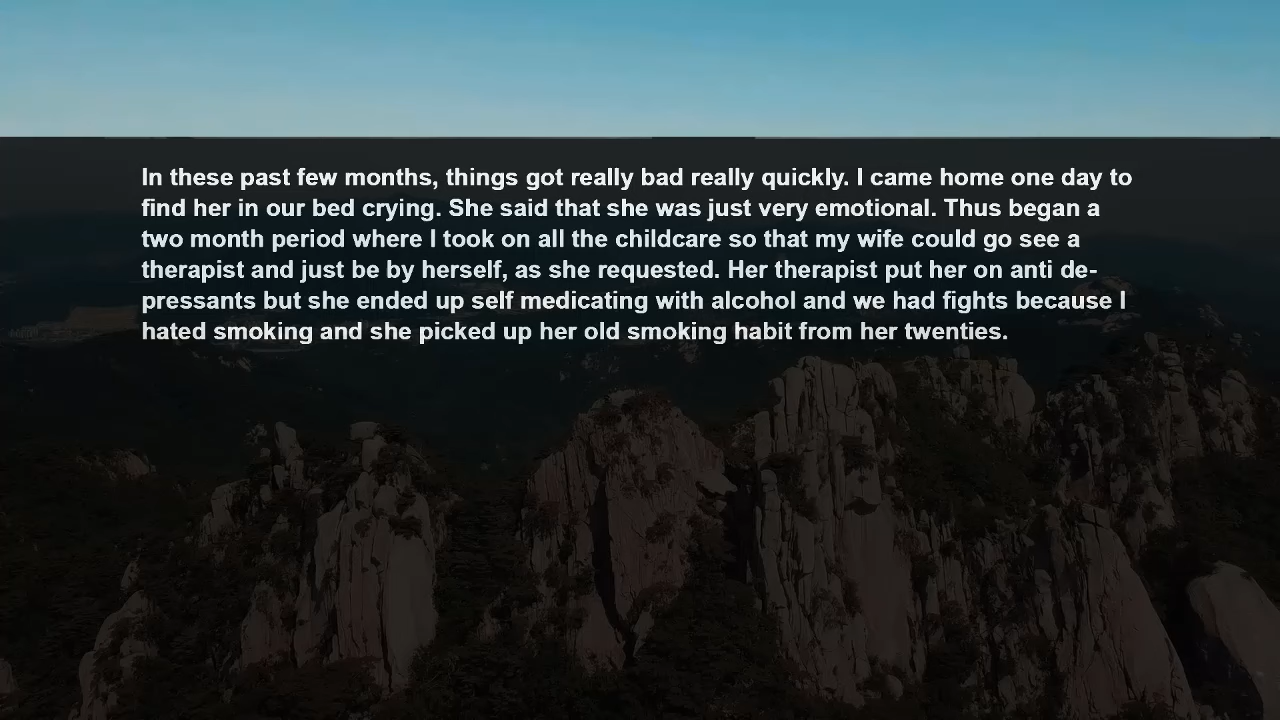 In these past few months, things got really bad really quickly. I came home one day to
find her in our bed crying. She said that she was just very emotional. Thus began a
two month period where I took on all the childcare so that my wife could go see a
therapist and just be by herself, as she requested. Her therapist put her on anti de-
pressants but she ended up self medicating with alcohol and we had fights because I
hated smoking and she picked up her old smoking habit from her twenties.